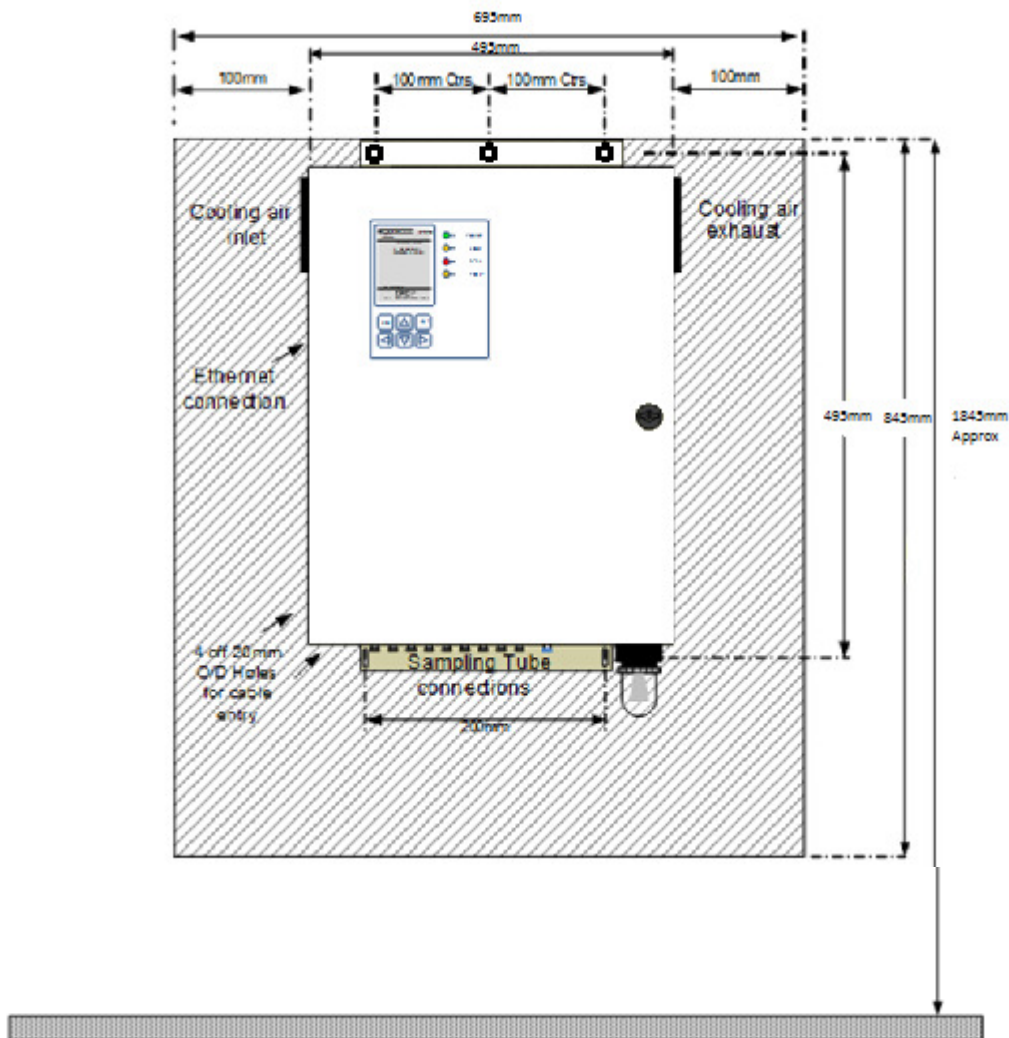 695mm
495mm
100mm
100mm Ctrs
100mm Ctrs
100mm
Cooling air
inlet
Cooling air
exhaust
Ethernet
connection
495mm
845mm
1845mm
Approx
4 off 20mm
O/D Holes
for cable
entry
Sampling Tube
connections
200mm